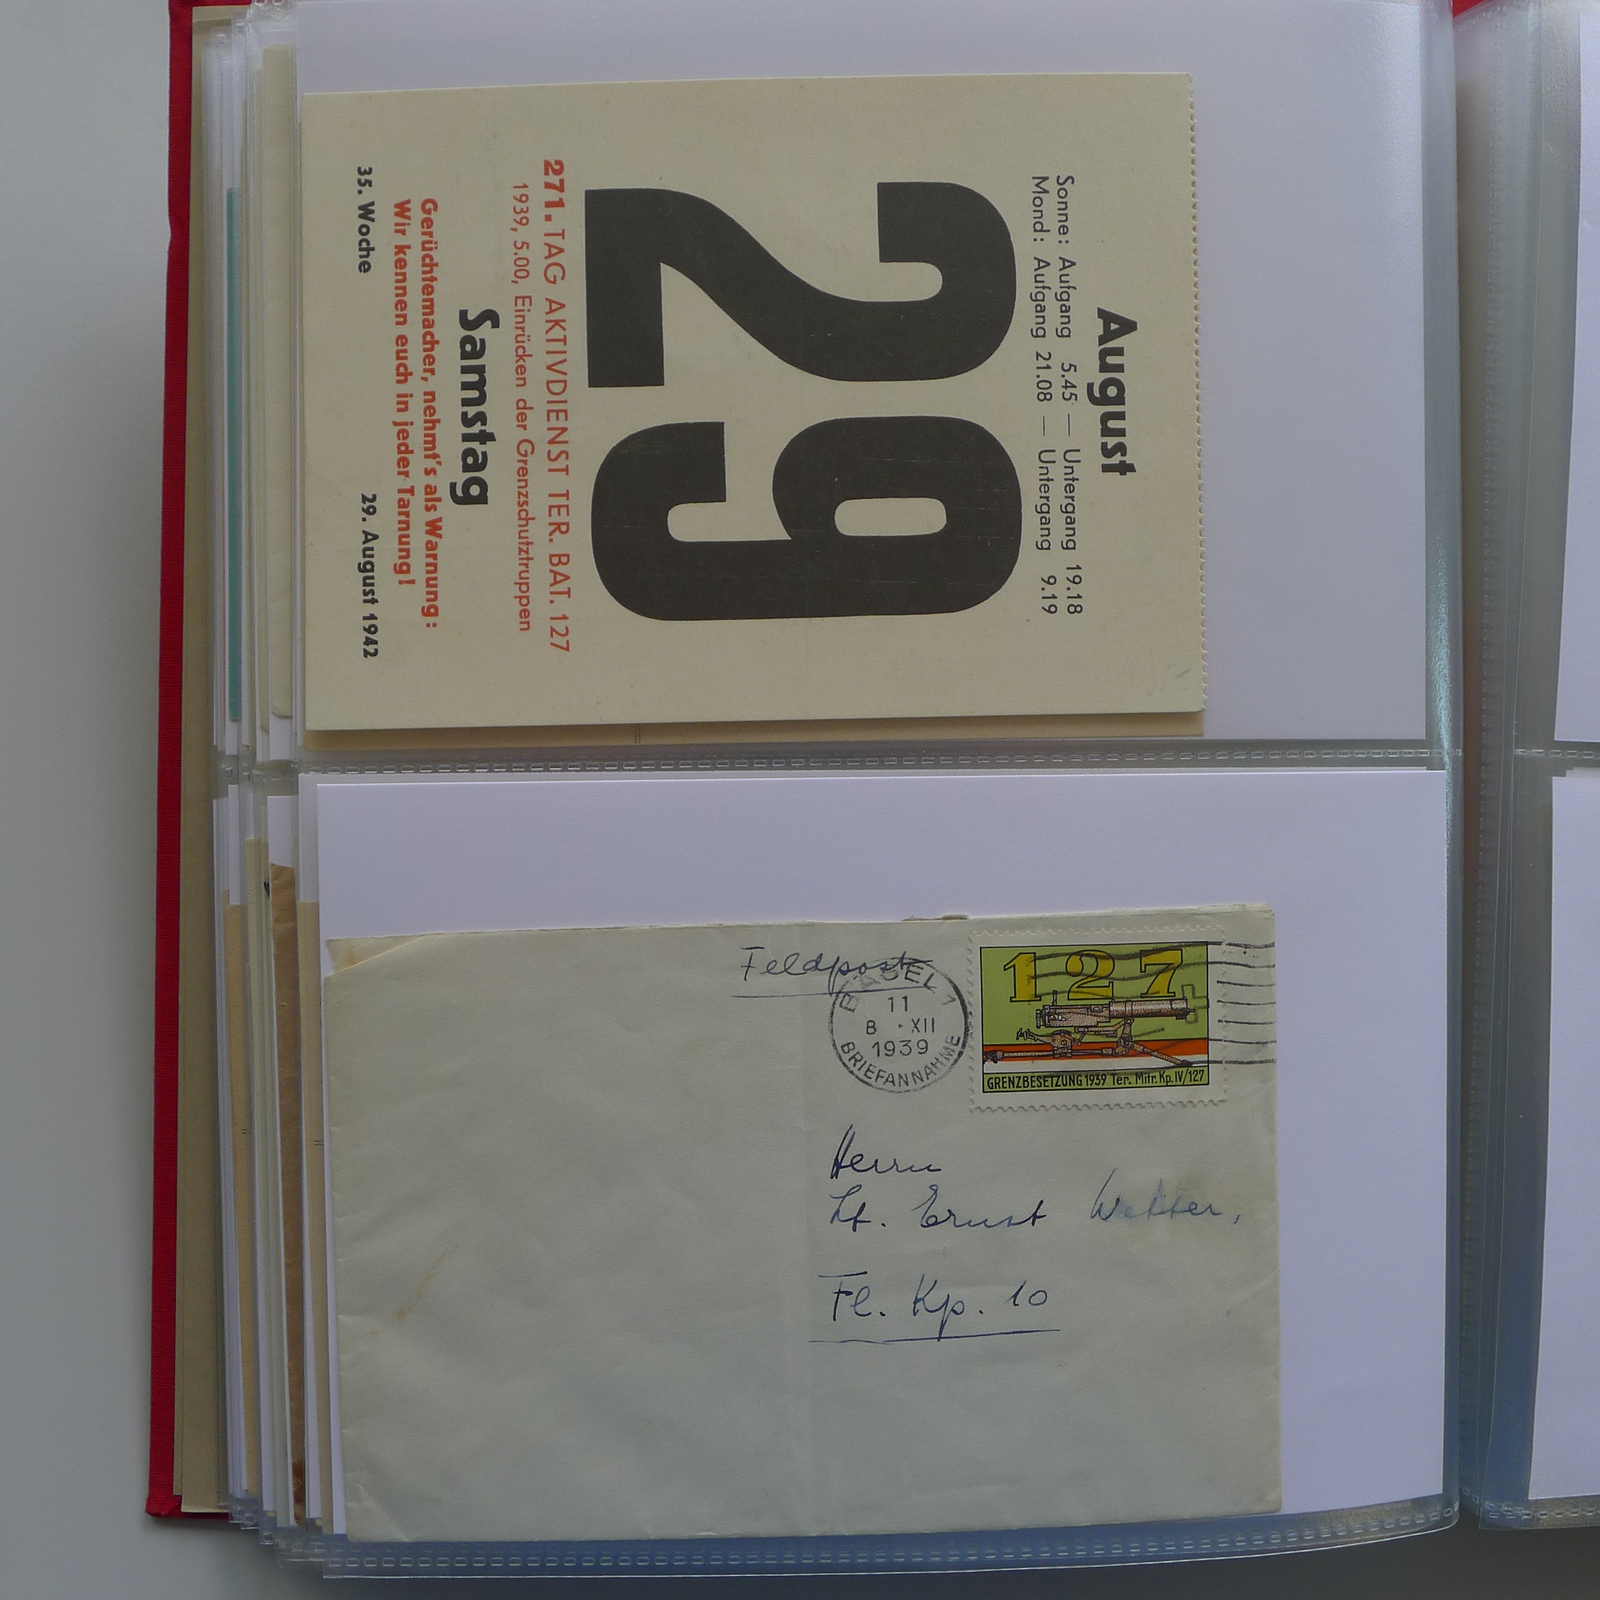 August
Sonne: Aufgang 5.45 — Untergang 19.18
Mond: Aufgang 21.08 — Untergang 9.19
29
271. TAG AKTIVDIENST TER. BAT. 127
1939, 5.00, Einrücken der Grenzschutztruppen
Samstag
Gerüchtemacher, nehmt's als Warnung:
Wir kennen euch in jeder Tarnung!
35. Woche 29. August 1942
Feldpost
BASEL 1
11
8 · XII
1939
BRIEFANNAHME
127
GRENZBESETZUNG 1939 Ter. Mitr. Kp. IV/127
Herrn
Lt. Ernst Wetter,
Fl. Kp. 10